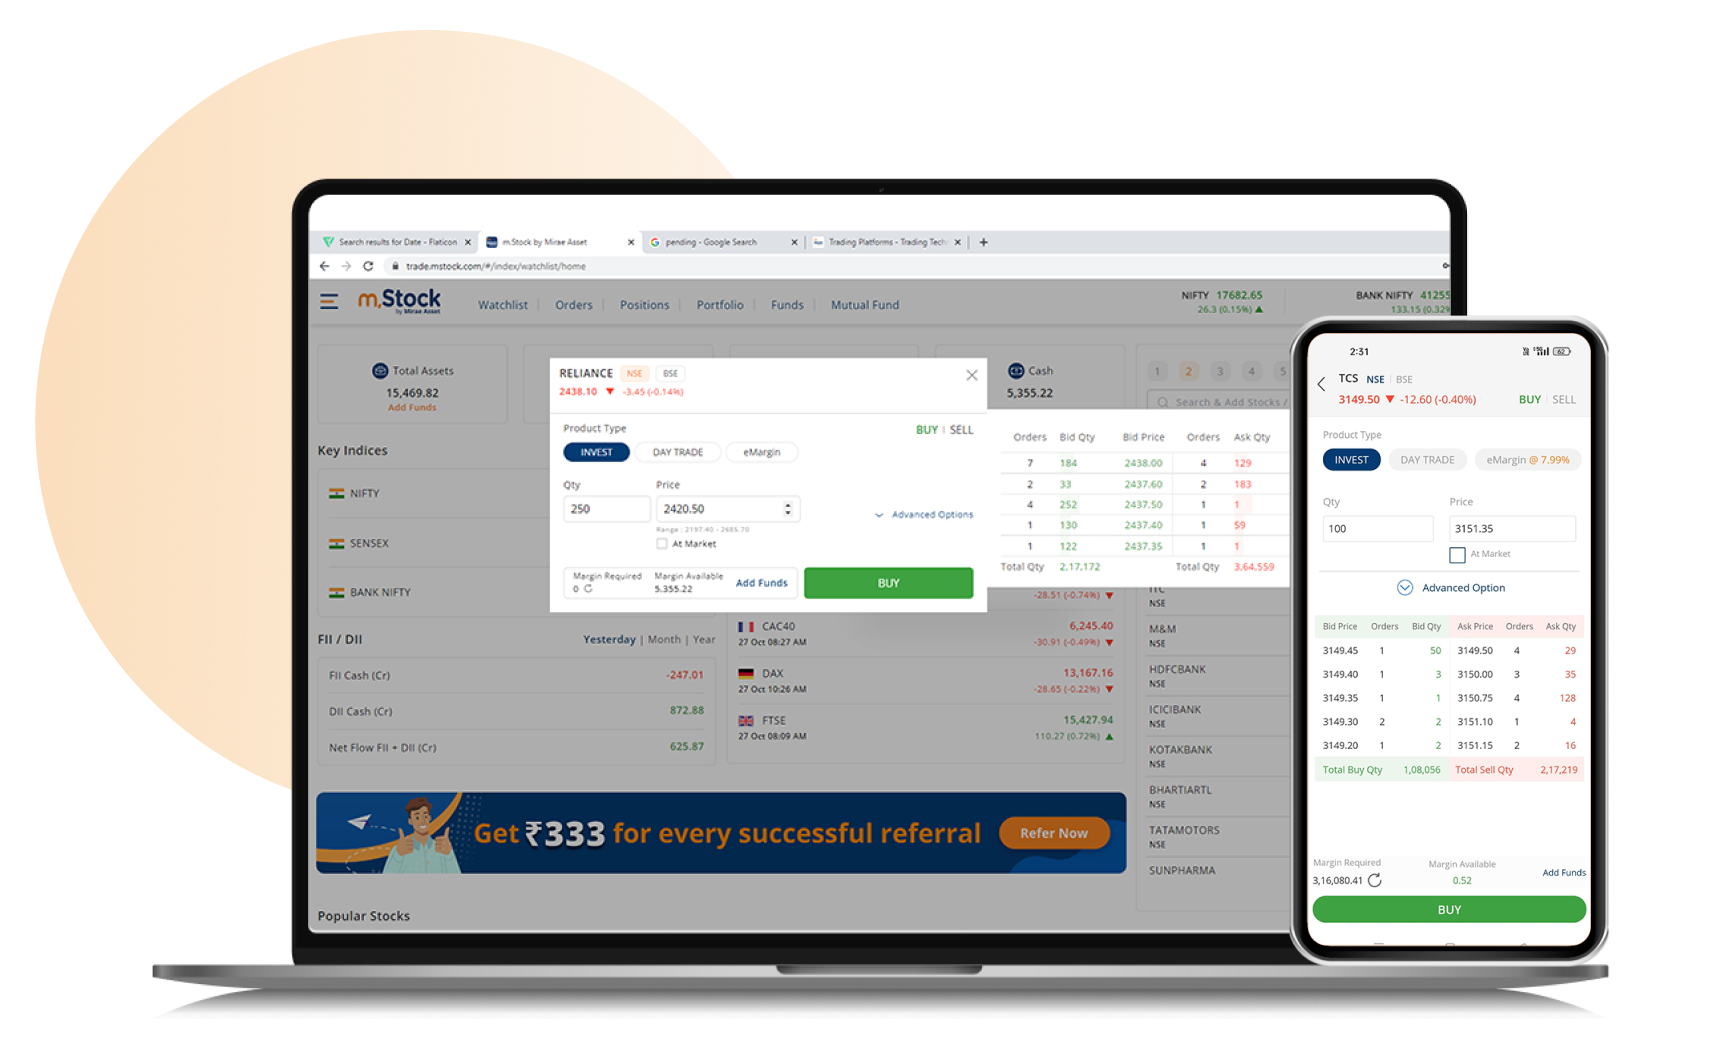 Search results for Date - Flaticon
m.Stock by Mirae Asset
pending - Google Search
Trading Platforms - Trading Tech
trade.mstock.com/#/index/watchlist/home
m.Stock
by Mirae Asset
Watchlist | Orders | Positions | Portfolio | Funds | Mutual Fund
NIFTY 17682.65
26.3 (0.15%) ▲
BANK NIFTY 41255
133.15 (0.32%
Total Assets
15,469.82
Add Funds
Cash
5,355.22
1 2 3 4 5
Search & Add Stocks /
Key Indices
NIFTY
SENSEX
BANK NIFTY
FII / DII
Yesterday | Month | Year
FII Cash (Cr) -247.01
DII Cash (Cr) 872.88
Net Flow FII + DII (Cr) 625.87
RELIANCE NSE BSE
2438.10 ▼ -3.45 (-0.14%)
Product Type
BUY | SELL
INVEST DAY TRADE eMargin
Qty Price
250 2420.50
Range : 2197.40 - 2685.70
At Market
Advanced Options
Margin Required Margin Available
0 5,355.22
Add Funds
BUY
Orders Bid Qty Bid Price Orders Ask Qty
7 184 2438.00 4 129
2 33 2437.60 2 183
4 252 2437.50 1 1
1 130 2437.40 1 59
1 122 2437.35 1 1
Total Qty 2,17,172 Total Qty 3,64,559
-28.51 (-0.74%) ▼
CAC40 6,245.40
27 Oct 08:27 AM -30.91 (-0.49%) ▼
DAX 13,167.16
27 Oct 10:26 AM -28.65 (-0.22%) ▼
FTSE 15,427.94
27 Oct 08:09 AM 110.27 (0.72%) ▲
ITC
NSE
M&M
NSE
HDFCBANK
NSE
ICICIBANK
NSE
KOTAKBANK
NSE
BHARTIARTL
NSE
TATAMOTORS
NSE
SUNPHARMA
Get ₹333 for every successful referral
Refer Now
Popular Stocks
2:31
62
TCS NSE | BSE
3149.50 ▼ -12.60 (-0.40%)
BUY | SELL
Product Type
INVEST DAY TRADE eMargin @ 7.99%
Qty Price
100 3151.35
At Market
Advanced Option
Bid Price Orders Bid Qty Ask Price Orders Ask Qty
3149.45 1 50 3149.50 4 29
3149.40 1 3 3150.00 3 35
3149.35 1 1 3150.75 4 128
3149.30 2 2 3151.10 1 4
3149.20 1 2 3151.15 2 16
Total Buy Qty 1,08,056 Total Sell Qty 2,17,219
Margin Required Margin Available
3,16,080.41 0.52
Add Funds
BUY